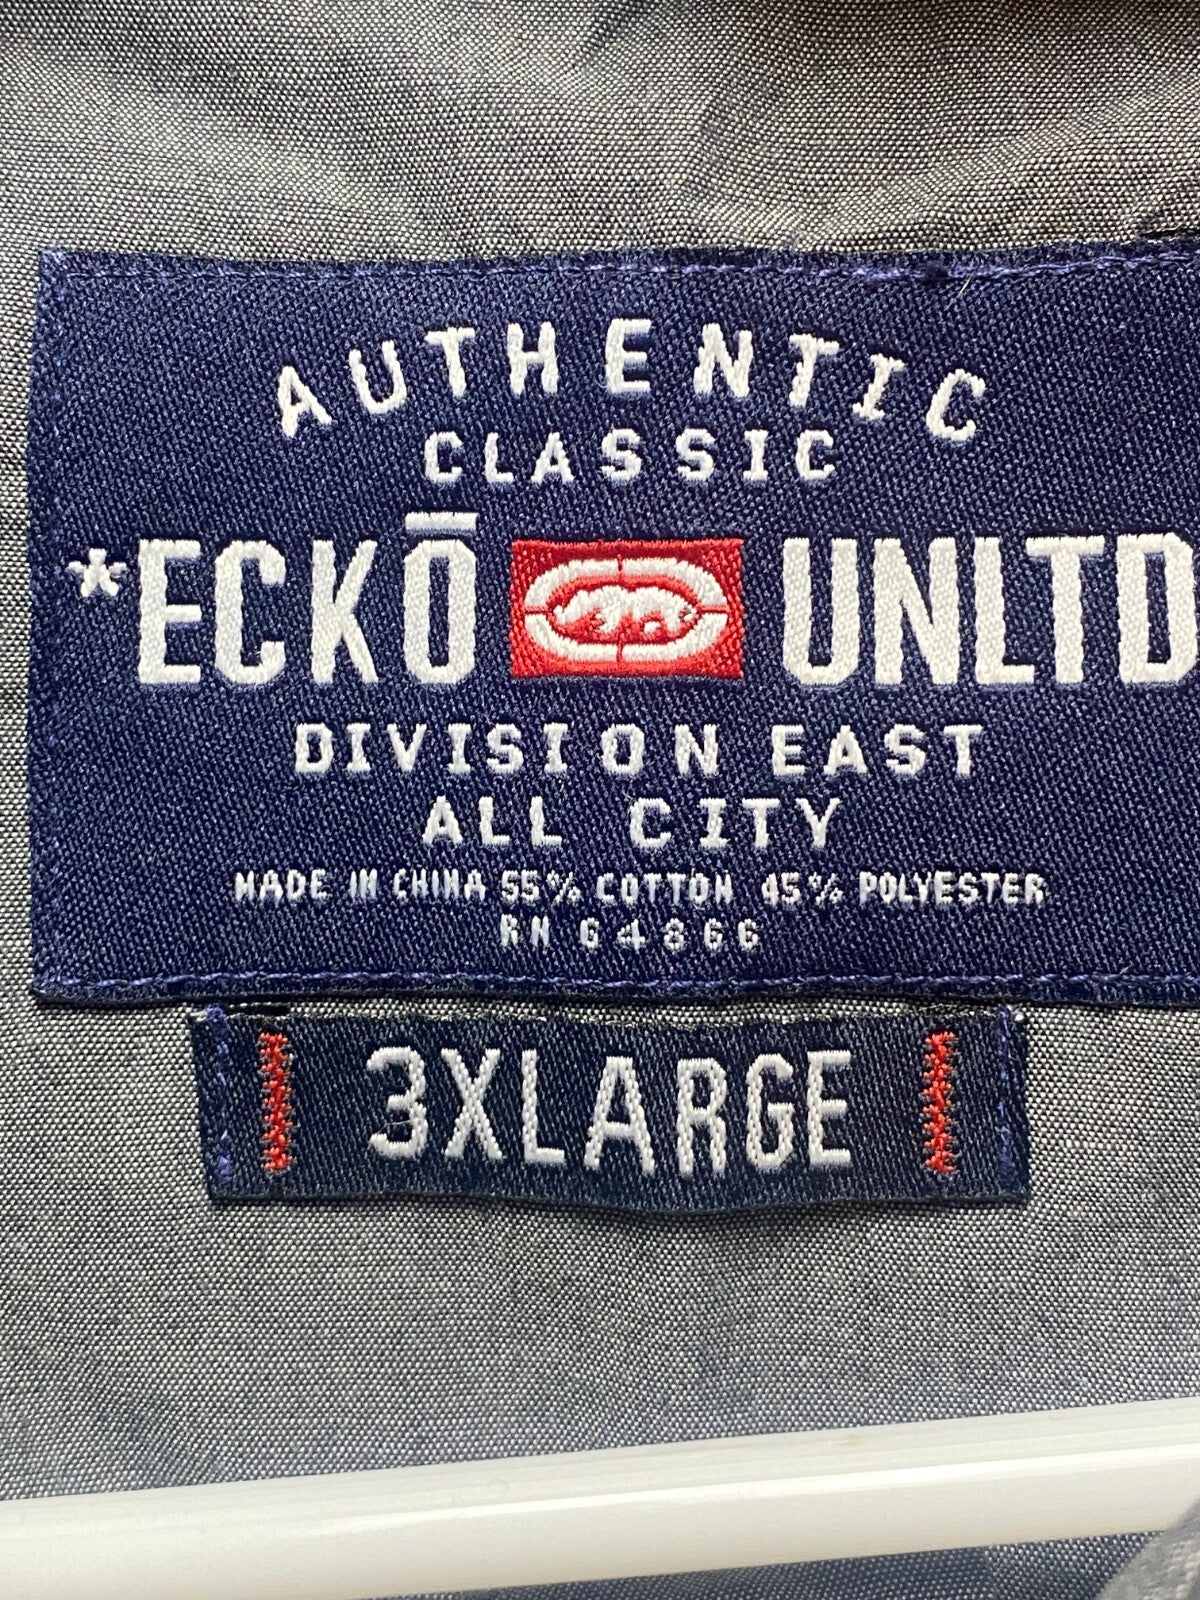 AUTHENTIC
CLASSIC
*ECKŌ UNLTD
DIVISION EAST
ALL CITY
MADE IN CHINA 55% COTTON 45% POLYESTER
RN 64866
3XLARGE